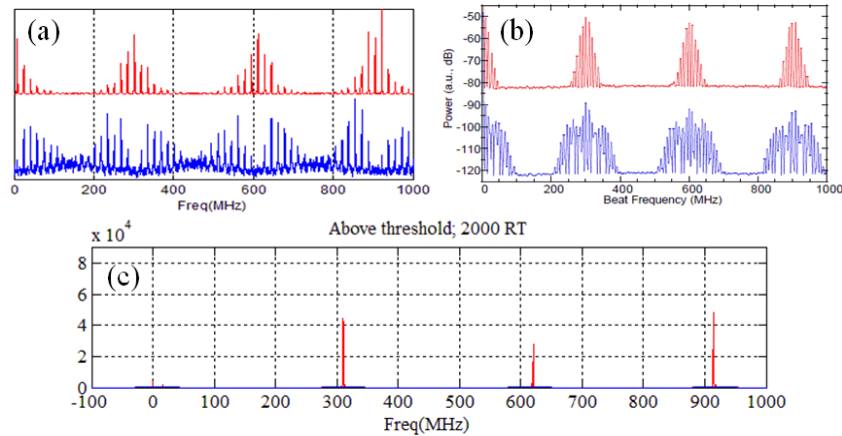 (a)
0 200 400 600 800 1000
Freq(MHz)
(b)
Power (a.u., dB)
-50
-60
-70
-80
-90
-100
-110
-120
0 200 400 600 800 1000
Beat Frequency (MHz)
Above threshold; 2000 RT
x 10^4
(c)
8
6
4
2
0
-100 0 100 200 300 400 500 600 700 800 900 1000
Freq(MHz)